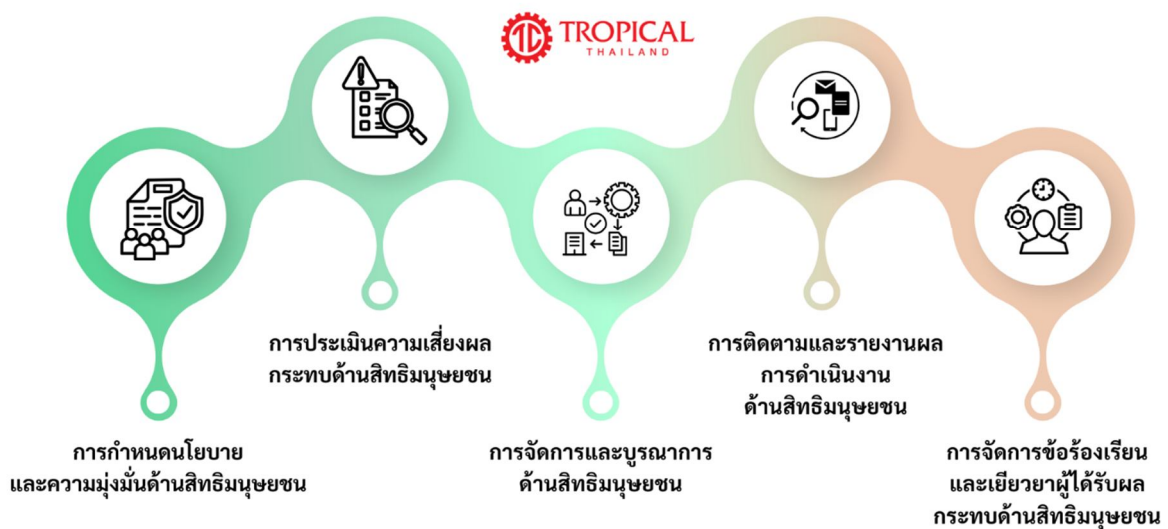 TROPICAL
THAILAND
การกำหนดนโยบาย
และความมุ่งมั่นด้านสิทธิมนุษยชน
การประเมินความเสี่ยงผล
กระทบด้านสิทธิมนุษยชน
การจัดการและบูรณาการ
ด้านสิทธิมนุษยชน
การติดตามและรายงานผล
การดำเนินงาน
ด้านสิทธิมนุษยชน
การจัดการข้อร้องเรียน
และเยียวยาผู้ได้รับผล
กระทบด้านสิทธิมนุษยชน